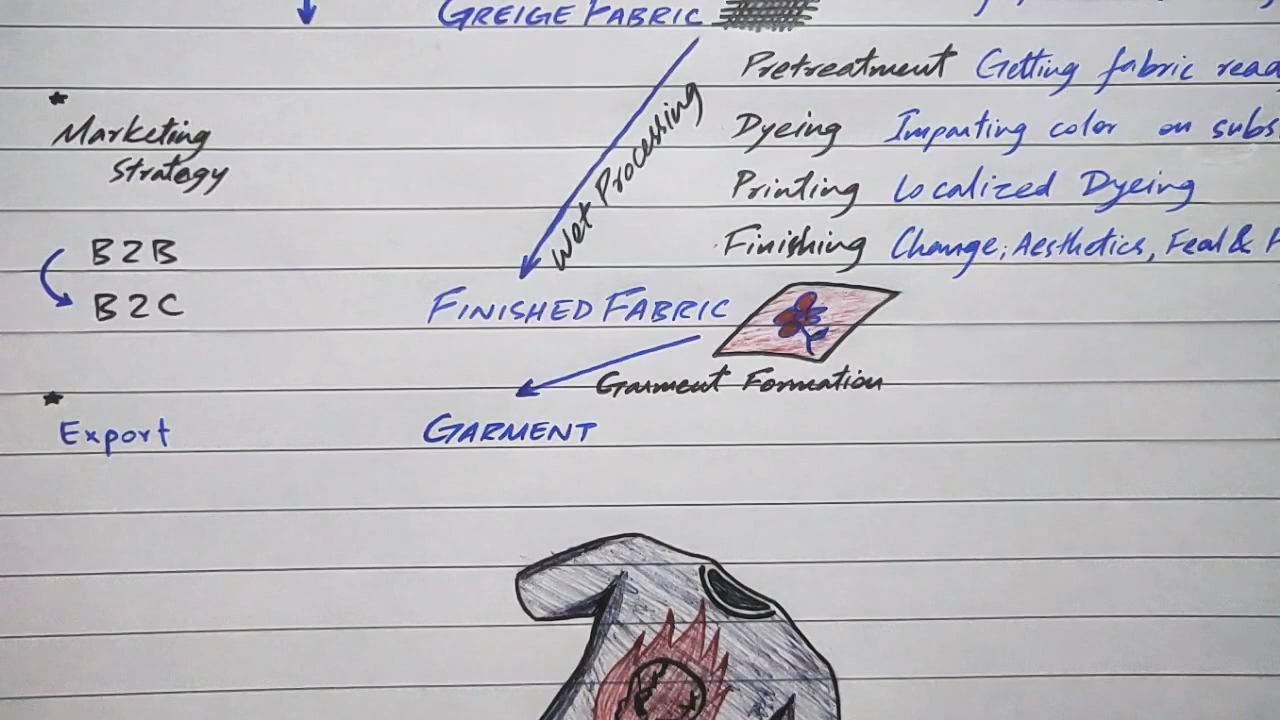 GREIGE FABRIC
Pretreatment Getting fabric read
Marketing
Strategy
Wet Processing
Dyeing Imparting color on subs
Printing Localized Dyeing
Finishing Change; Aesthetics, Feal &
B2B
B2C
FINISHED FABRIC
Garment Formation
Export
GARMENT